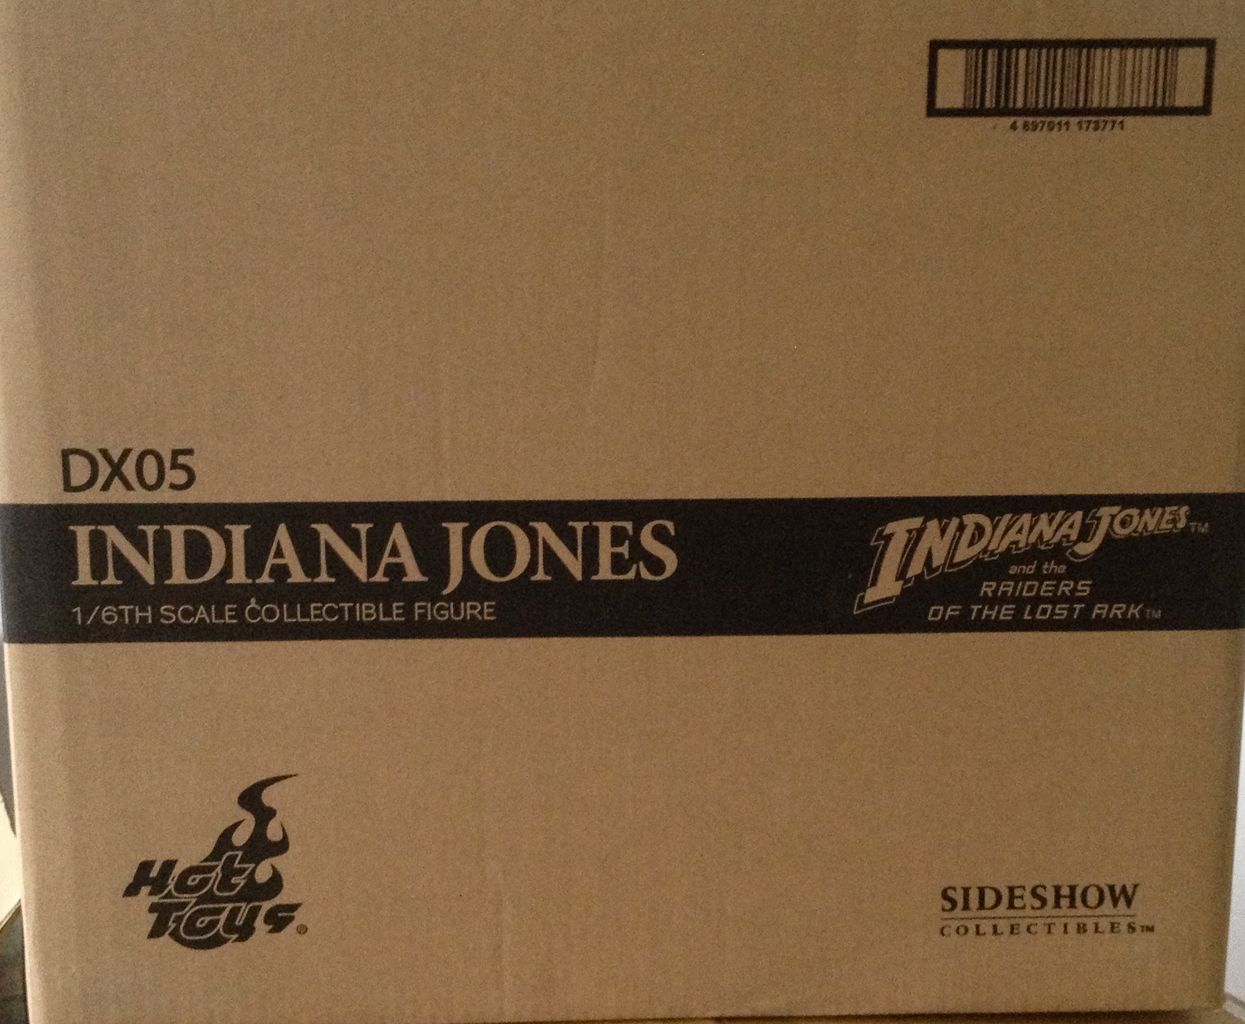 4 897011 173771
DX05
INDIANA JONES
1/6TH SCALE COLLECTIBLE FIGURE
INDIANA JONES™
and the
RAIDERS
OF THE LOST ARK™
Hot
Toys®
SIDESHOW
COLLECTIBLES™